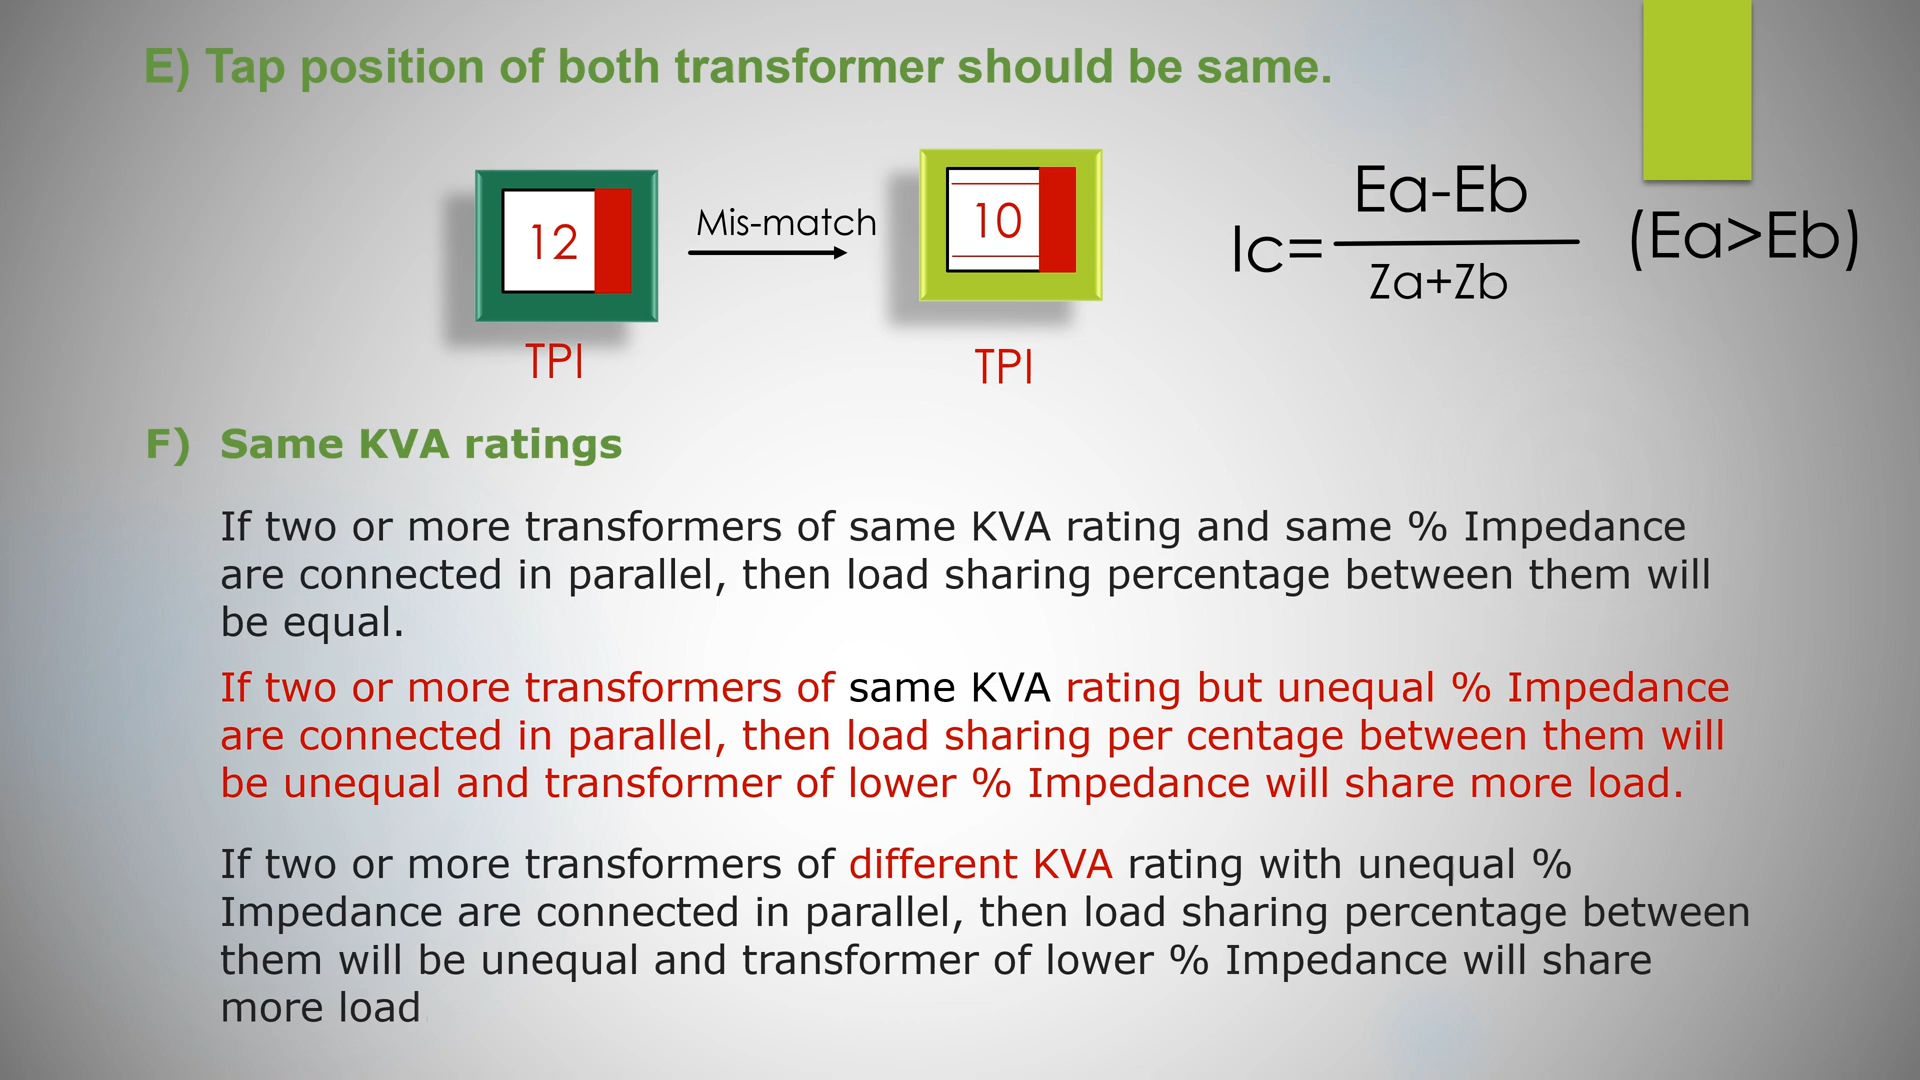 E) Tap position of both transformer should be same.
12
TPI
Mis-match
10
TPI
Ic=
Ea-Eb
Za+Zb
(Ea>Eb)
F) Same KVA ratings
If two or more transformers of same KVA rating and same % Impedance
are connected in parallel, then load sharing percentage between them will
be equal.
If two or more transformers of same KVA rating but unequal % Impedance
are connected in parallel, then load sharing per centage between them will
be unequal and transformer of lower % Impedance will share more load.
If two or more transformers of different KVA rating with unequal %
Impedance are connected in parallel, then load sharing percentage between
them will be unequal and transformer of lower % Impedance will share
more load